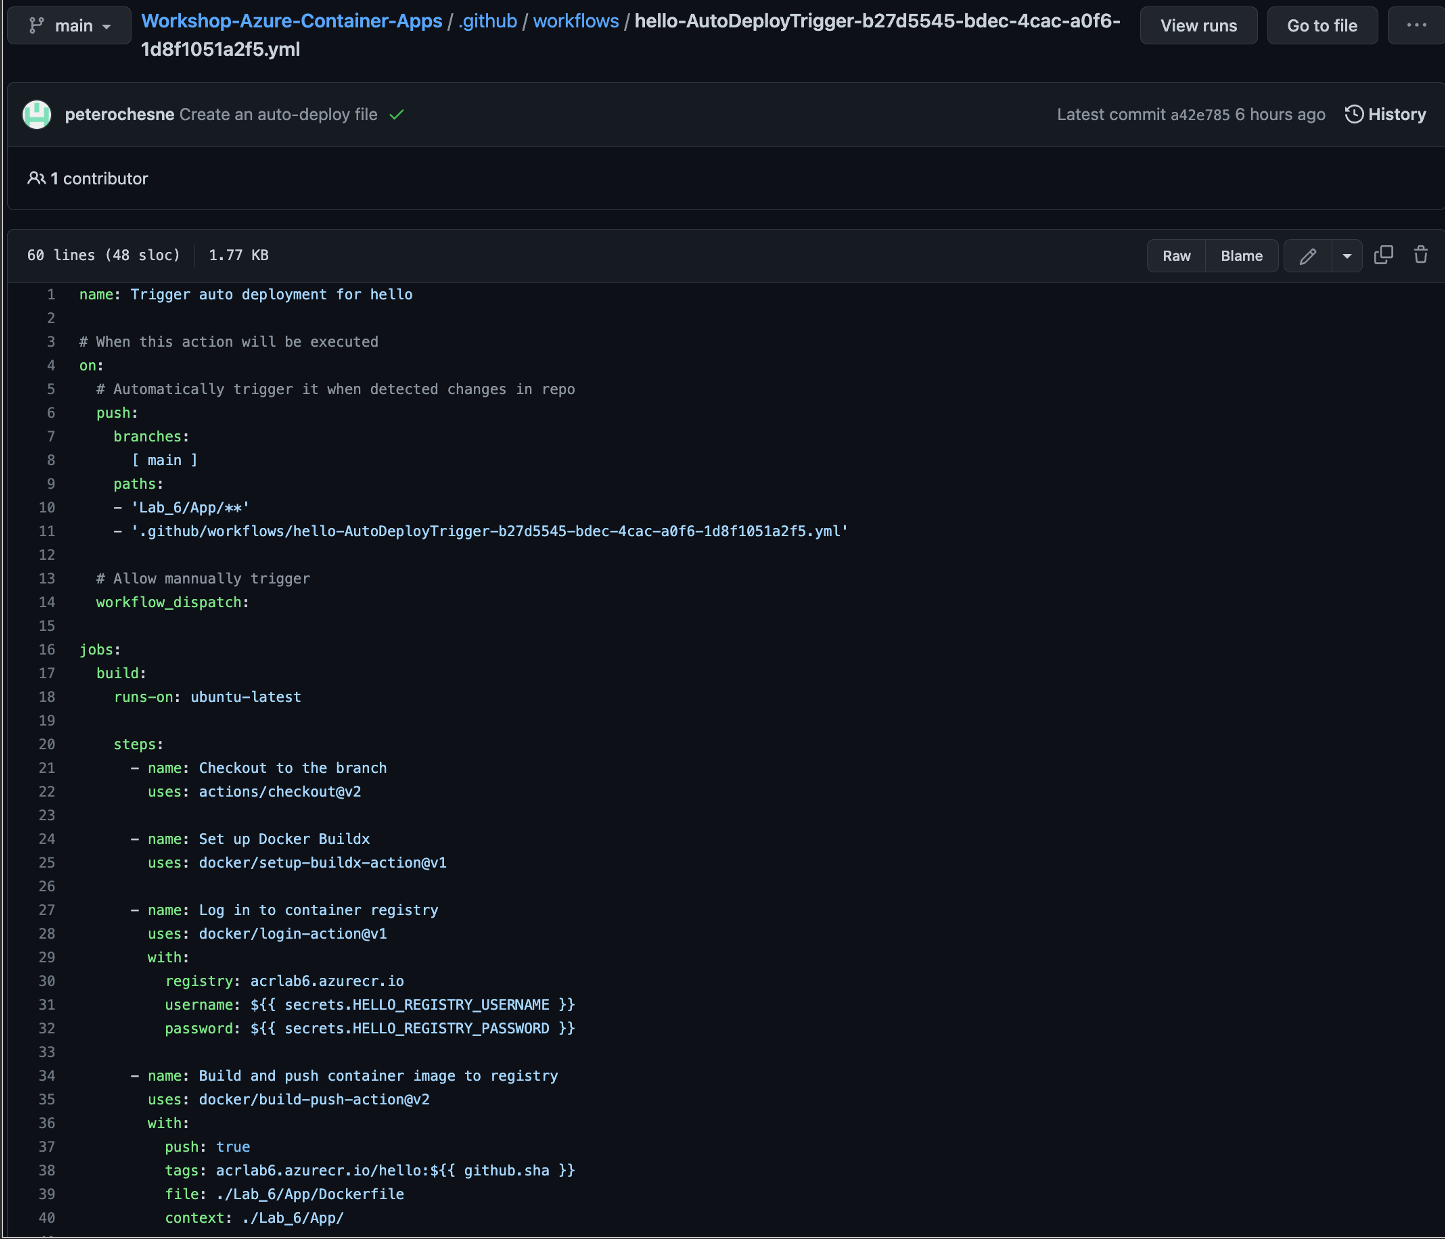 main
Workshop-Azure-Container-Apps / .github / workflows / hello-AutoDeployTrigger-b27d5545-bdec-4cac-a0f6-
1d8f1051a2f5.yml
View runs
Go to file
...
peterochesne Create an auto-deploy file
Latest commit a42e785 6 hours ago
History
1 contributor
60 lines (48 sloc)
1.77 KB
Raw
Blame
1 name: Trigger auto deployment for hello
2
3 # When this action will be executed
4 on:
5   # Automatically trigger it when detected changes in repo
6   push:
7     branches:
8       [ main ]
9     paths:
10     - 'Lab_6/App/**'
11     - '.github/workflows/hello-AutoDeployTrigger-b27d5545-bdec-4cac-a0f6-1d8f1051a2f5.yml'
12
13   # Allow mannually trigger
14   workflow_dispatch:
15
16 jobs:
17   build:
18     runs-on: ubuntu-latest
19
20     steps:
21       - name: Checkout to the branch
22         uses: actions/checkout@v2
23
24       - name: Set up Docker Buildx
25         uses: docker/setup-buildx-action@v1
26
27       - name: Log in to container registry
28         uses: docker/login-action@v1
29         with:
30           registry: acrlab6.azurecr.io
31           username: ${{ secrets.HELLO_REGISTRY_USERNAME }}
32           password: ${{ secrets.HELLO_REGISTRY_PASSWORD }}
33
34       - name: Build and push container image to registry
35         uses: docker/build-push-action@v2
36         with:
37           push: true
38           tags: acrlab6.azurecr.io/hello:${{ github.sha }}
39           file: ./Lab_6/App/Dockerfile
40           context: ./Lab_6/App/